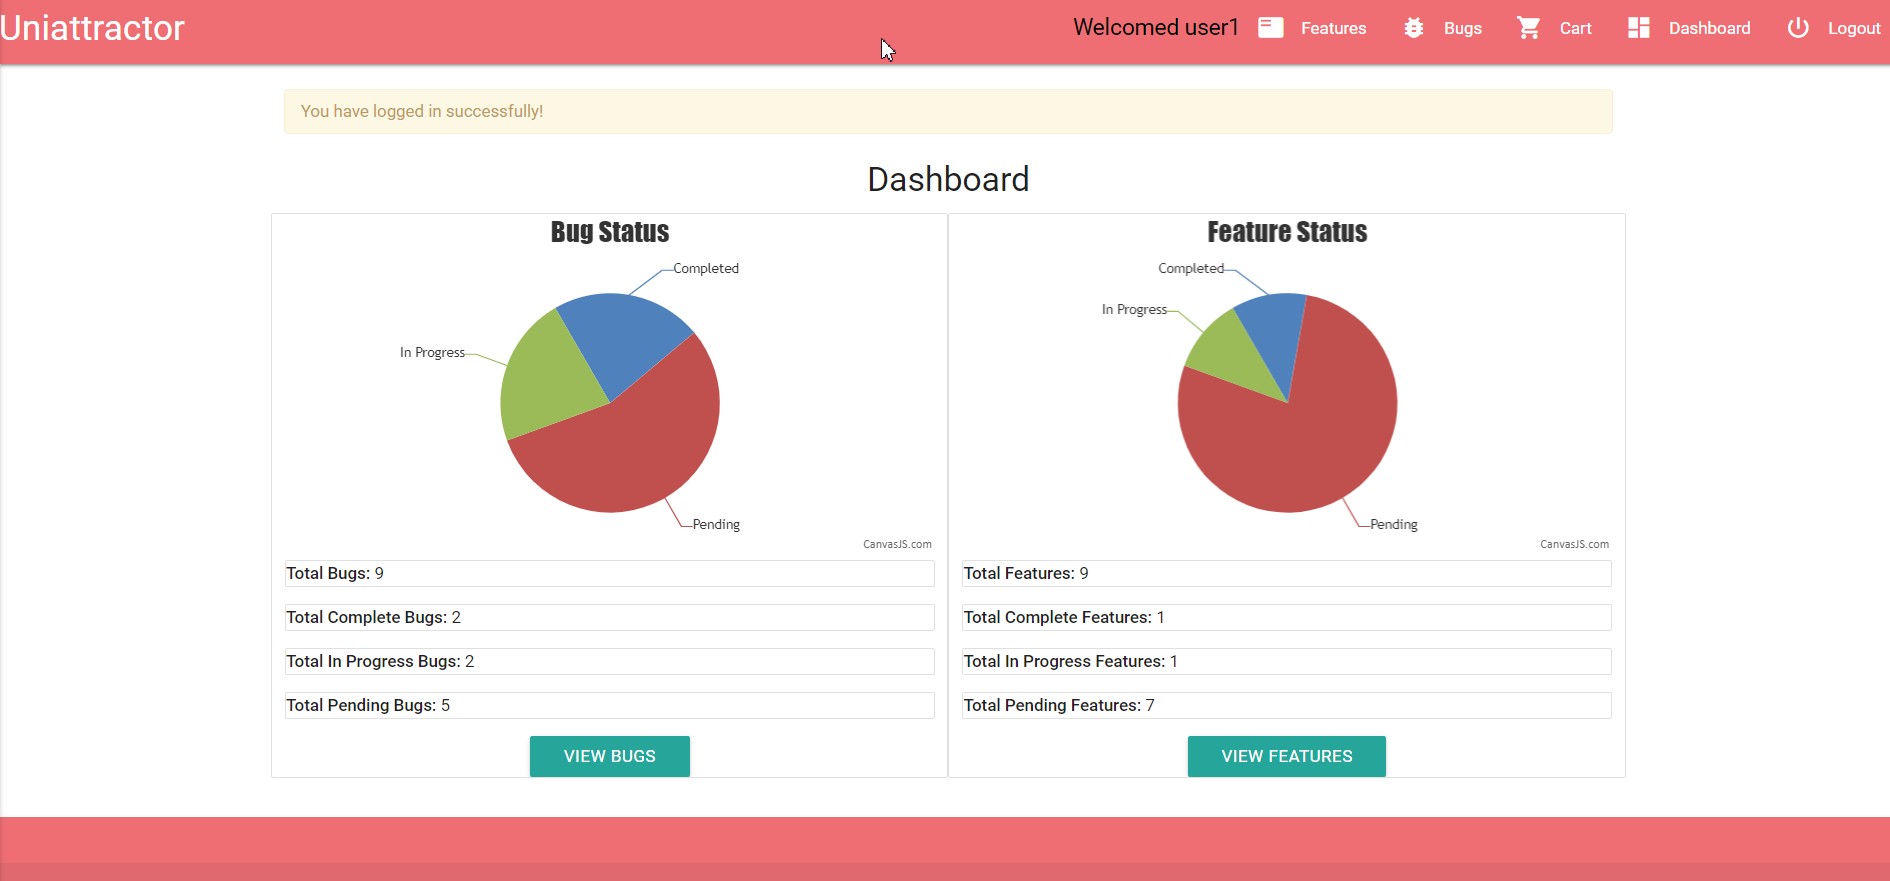 Uniattractor
Welcomed user1 Features Bugs Cart Dashboard Logout
You have logged in successfully!
Dashboard
Bug Status
Completed
In Progress
Pending
CanvasJS.com
Total Bugs: 9
Total Complete Bugs: 2
Total In Progress Bugs: 2
Total Pending Bugs: 5
VIEW BUGS
Feature Status
Completed
In Progress
Pending
CanvasJS.com
Total Features: 9
Total Complete Features: 1
Total In Progress Features: 1
Total Pending Features: 7
VIEW FEATURES